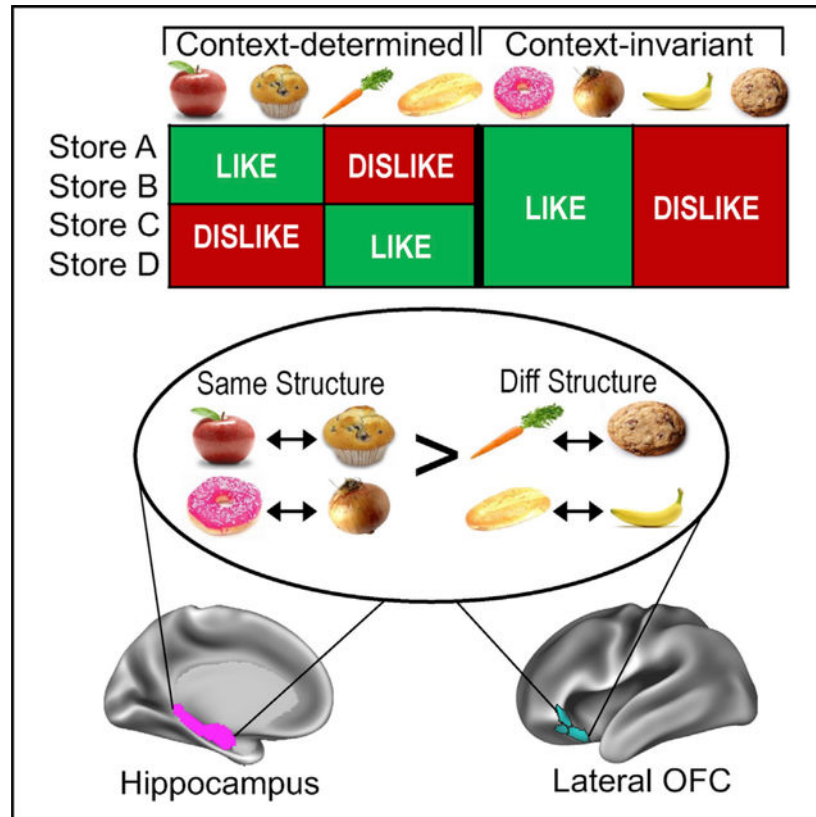 Context-determined Context-invariant
Store A
Store B
Store C
Store D
LIKE DISLIKE
DISLIKE LIKE
LIKE DISLIKE
Same Structure Diff Structure
>
Hippocampus Lateral OFC